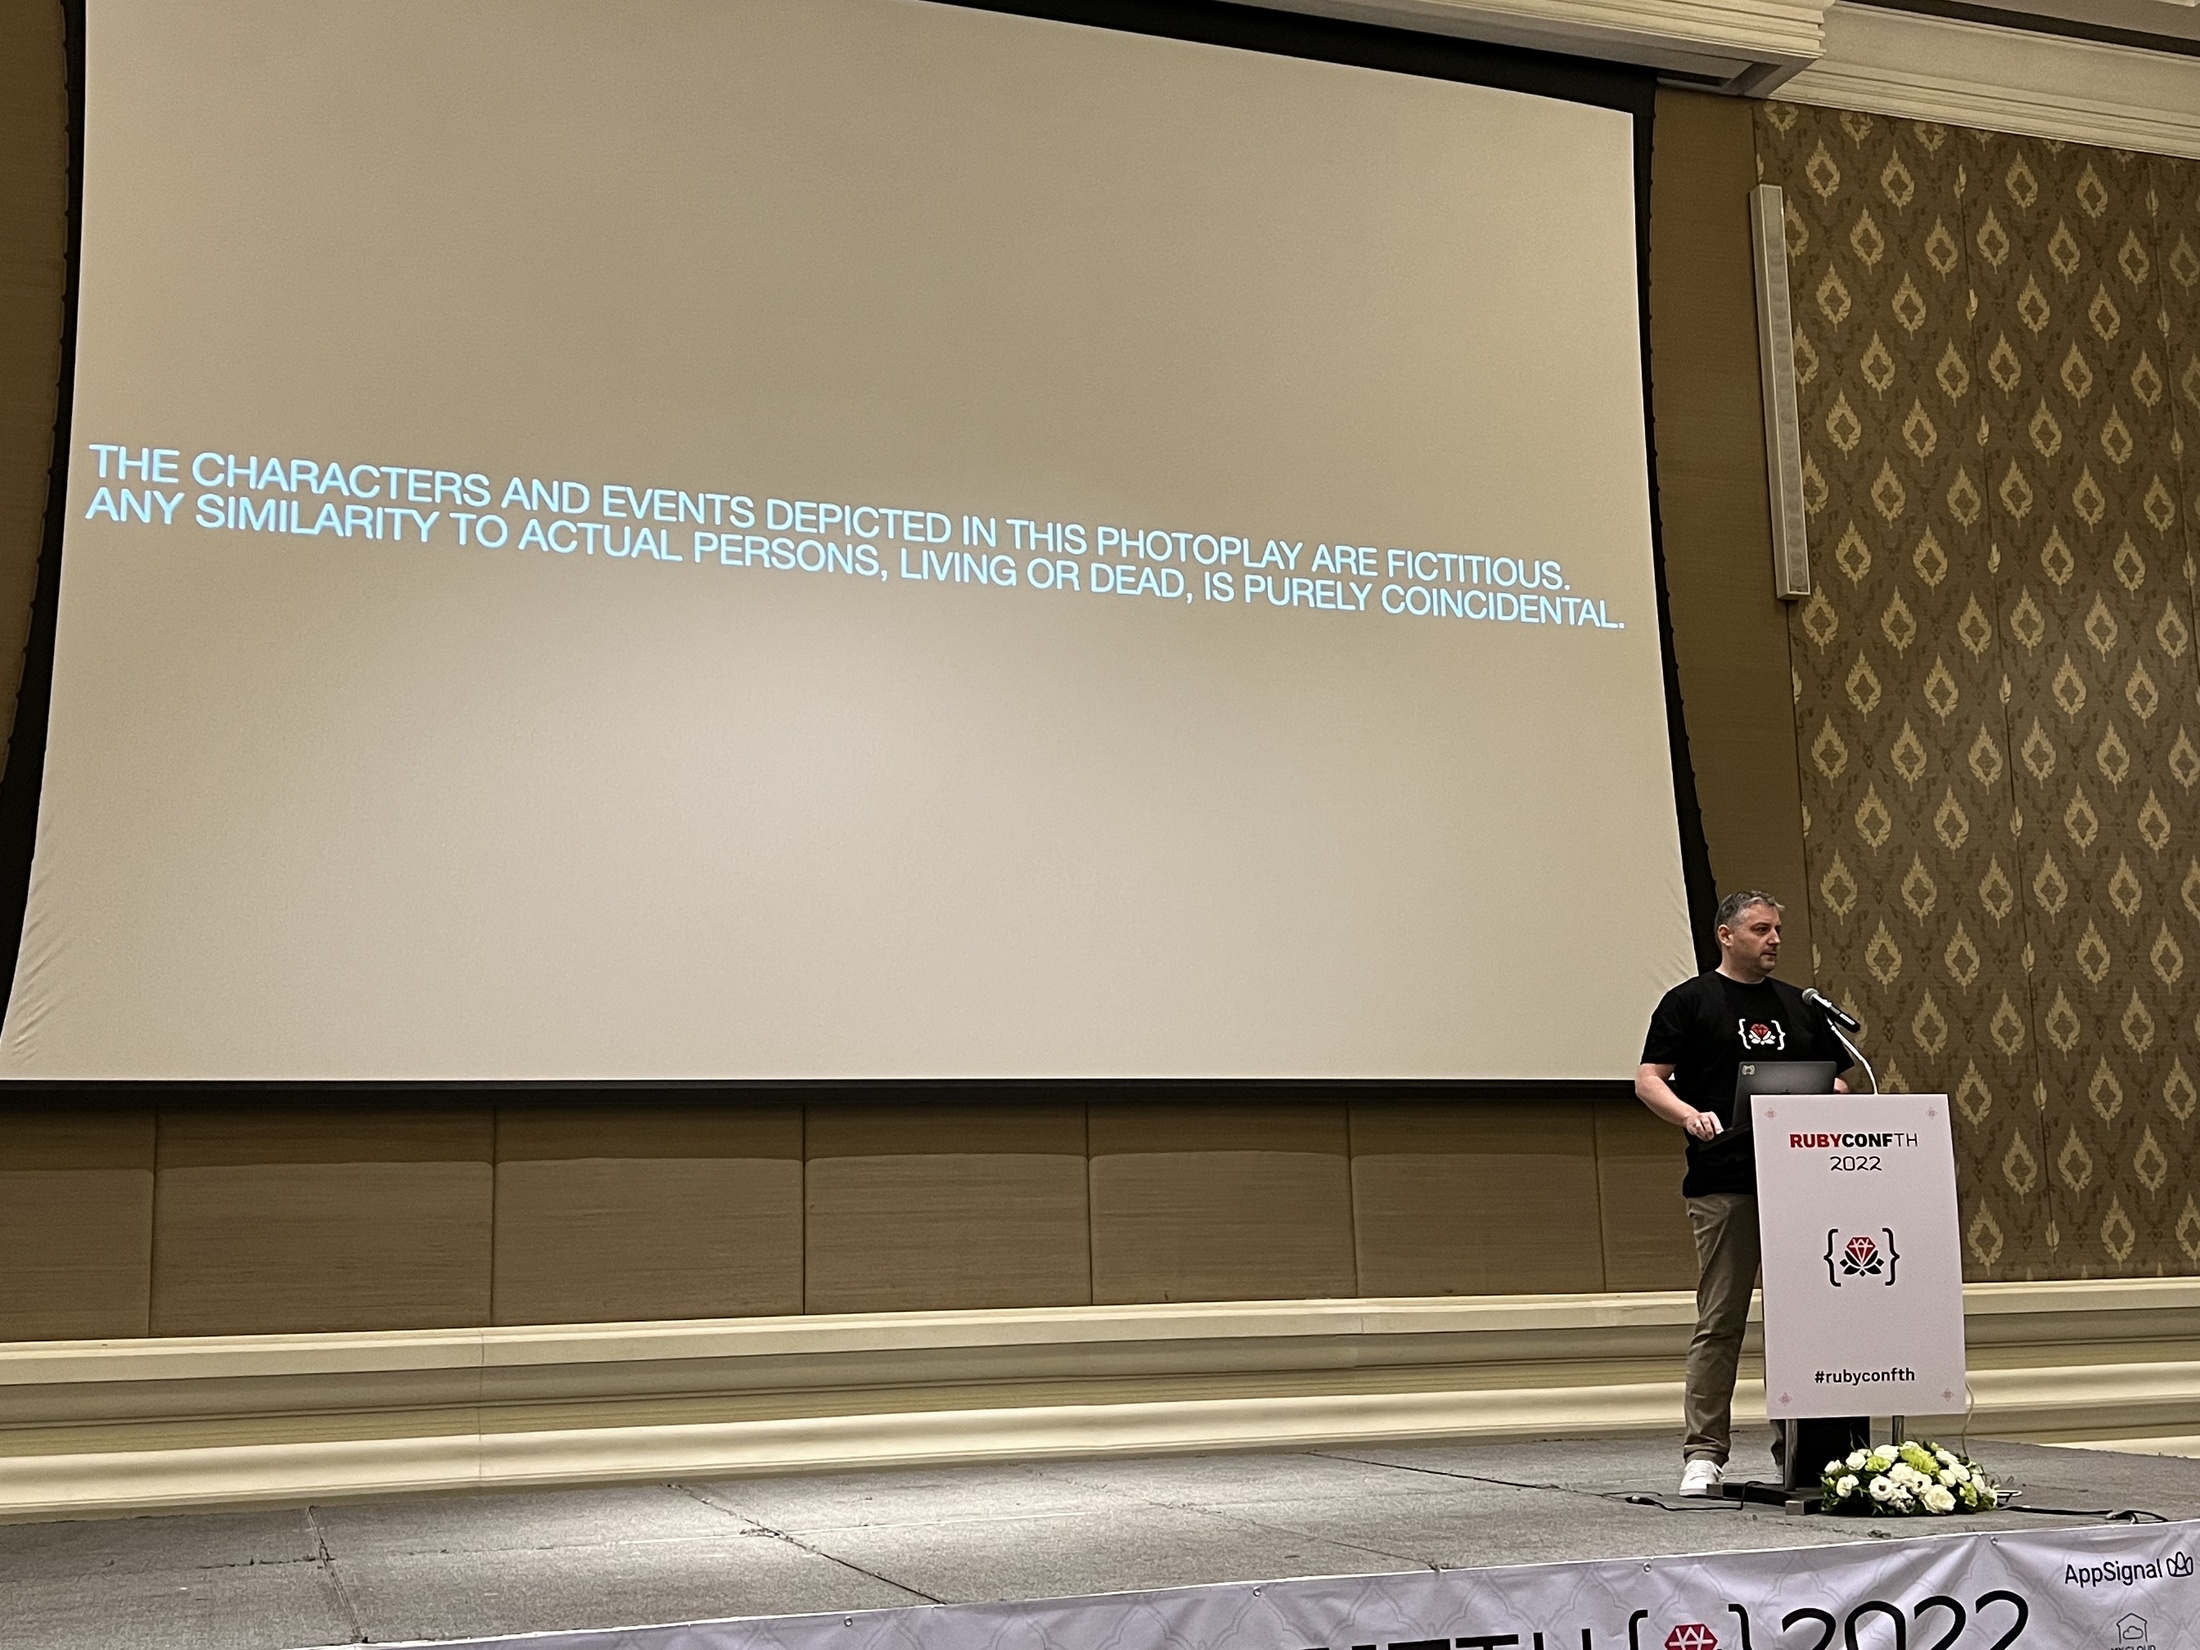 THE CHARACTERS AND EVENTS DEPICTED IN THIS PHOTOPLAY ARE FICTITIOUS.
ANY SIMILARITY TO ACTUAL PERSONS, LIVING OR DEAD, IS PURELY COINCIDENTAL.
RUBYCONFTH
2022
#rubyconfth
AppSignal
2022